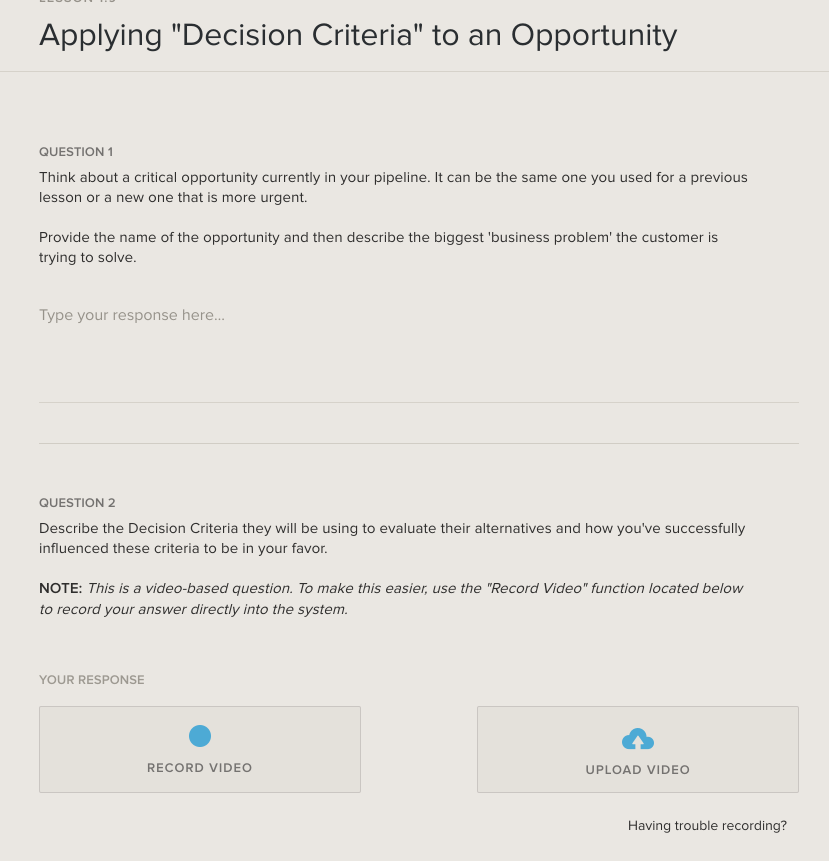 Applying "Decision Criteria" to an Opportunity
QUESTION 1
Think about a critical opportunity currently in your pipeline. It can be the same one you used for a previous
lesson or a new one that is more urgent.
Provide the name of the opportunity and then describe the biggest 'business problem' the customer is
trying to solve.
Type your response here...
QUESTION 2
Describe the Decision Criteria they will be using to evaluate their alternatives and how you've successfully
influenced these criteria to be in your favor.
NOTE: This is a video-based question. To make this easier, use the "Record Video" function located below
to record your answer directly into the system.
YOUR RESPONSE
RECORD VIDEO
UPLOAD VIDEO
Having trouble recording?